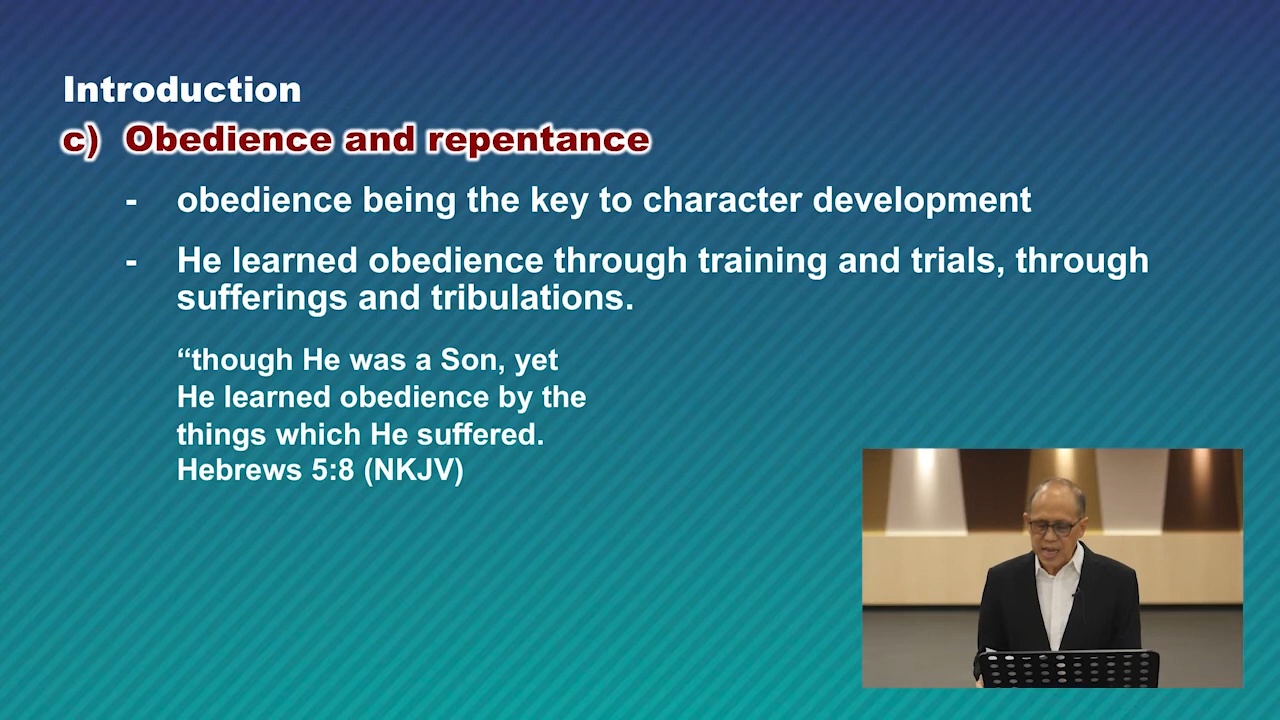 Introduction
c) Obedience and repentance
- obedience being the key to character development
- He learned obedience through training and trials, through
sufferings and tribulations.
“though He was a Son, yet
He learned obedience by the
things which He suffered.
Hebrews 5:8 (NKJV)